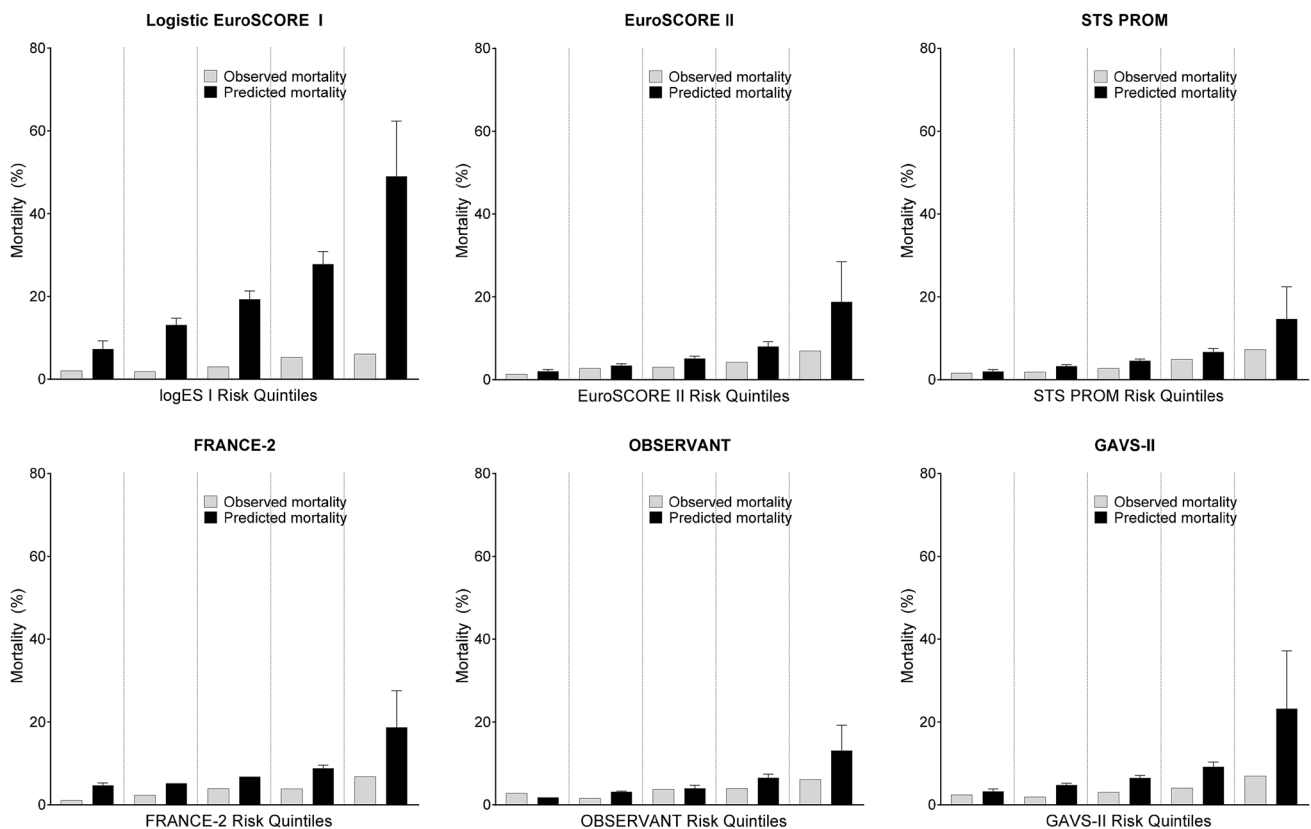 Logistic EuroSCORE I
80
60
40
20
0
Mortality (%)
Observed mortality
Predicted mortality
logES I Risk Quintiles
EuroSCORE II
80
60
40
20
0
Mortality (%)
Observed mortality
Predicted mortality
EuroSCORE II Risk Quintiles
STS PROM
80
60
40
20
0
Mortality (%)
Observed mortality
Predicted mortality
STS PROM Risk Quintiles
FRANCE-2
80
60
40
20
0
Mortality (%)
Observed mortality
Predicted mortality
FRANCE-2 Risk Quintiles
OBSERVANT
80
60
40
20
0
Mortality (%)
Observed mortality
Predicted mortality
OBSERVANT Risk Quintiles
GAVS-II
80
60
40
20
0
Mortality (%)
Observed mortality
Predicted mortality
GAVS-II Risk Quintiles